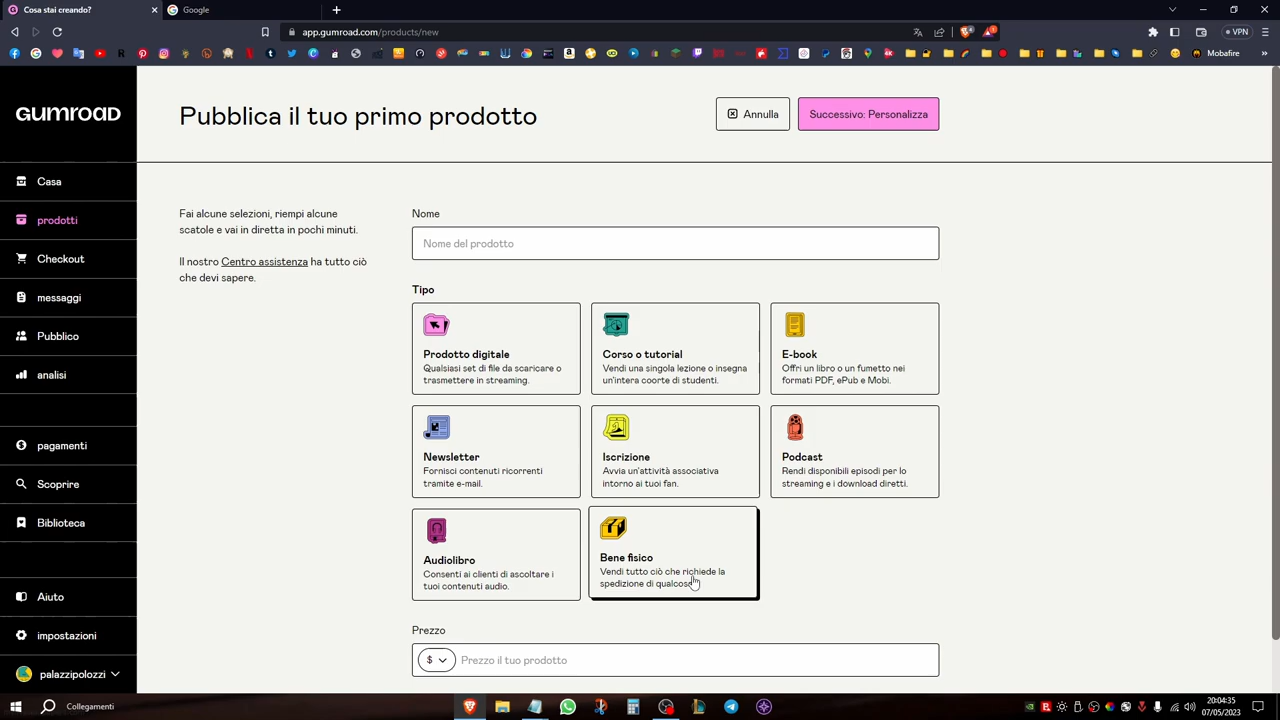 Cosa stai creando?
Google
app.gumroad.com/products/new
VPN
Mobafire
GUMROAD
Casa
prodotti
Checkout
messaggi
Pubblico
analisi
pagamenti
Scoprire
Biblioteca
Aiuto
impostazioni
palazzipolozzi
Pubblica il tuo primo prodotto
Annulla
Successivo: Personalizza
Fai alcune selezioni, riempi alcune
scatole e vai in diretta in pochi minuti.
Il nostro Centro assistenza ha tutto ciò
che devi sapere.
Nome
Nome del prodotto
Tipo
Prodotto digitale
Qualsiasi set di file da scaricare o
trasmettere in streaming.
Corso o tutorial
Vendi una singola lezione o insegna
un'intera coorte di studenti.
E-book
Offri un libro o un fumetto nei
formati PDF, ePub e Mobi.
Newsletter
Fornisci contenuti ricorrenti
tramite e-mail.
Iscrizione
Avvia un'attività associativa
intorno ai tuoi fan.
Podcast
Rendi disponibili episodi per lo
streaming e i download diretti.
Audiolibro
Consenti ai clienti di ascoltare i
tuoi contenuti audio.
Bene fisico
Vendi tutto ciò che richiede la
spedizione di qualcosa.
Prezzo
$
Prezzo il tuo prodotto
Collegamenti
20:04:35
07/05/2023